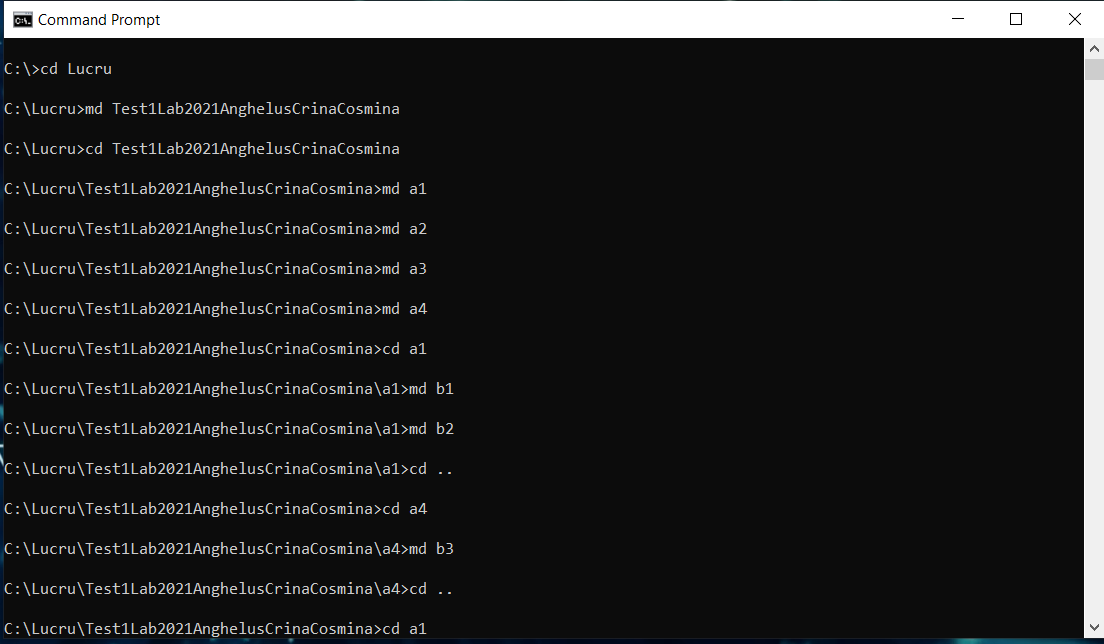 Command Prompt
C:\>cd Lucru
C:\Lucru>md Test1Lab2021AnghelusCrinaCosmina
C:\Lucru>cd Test1Lab2021AnghelusCrinaCosmina
C:\Lucru\Test1Lab2021AnghelusCrinaCosmina>md a1
C:\Lucru\Test1Lab2021AnghelusCrinaCosmina>md a2
C:\Lucru\Test1Lab2021AnghelusCrinaCosmina>md a3
C:\Lucru\Test1Lab2021AnghelusCrinaCosmina>md a4
C:\Lucru\Test1Lab2021AnghelusCrinaCosmina>cd a1
C:\Lucru\Test1Lab2021AnghelusCrinaCosmina\a1>md b1
C:\Lucru\Test1Lab2021AnghelusCrinaCosmina\a1>md b2
C:\Lucru\Test1Lab2021AnghelusCrinaCosmina\a1>cd ..
C:\Lucru\Test1Lab2021AnghelusCrinaCosmina>cd a4
C:\Lucru\Test1Lab2021AnghelusCrinaCosmina\a4>md b3
C:\Lucru\Test1Lab2021AnghelusCrinaCosmina\a4>cd ..
C:\Lucru\Test1Lab2021AnghelusCrinaCosmina>cd a1